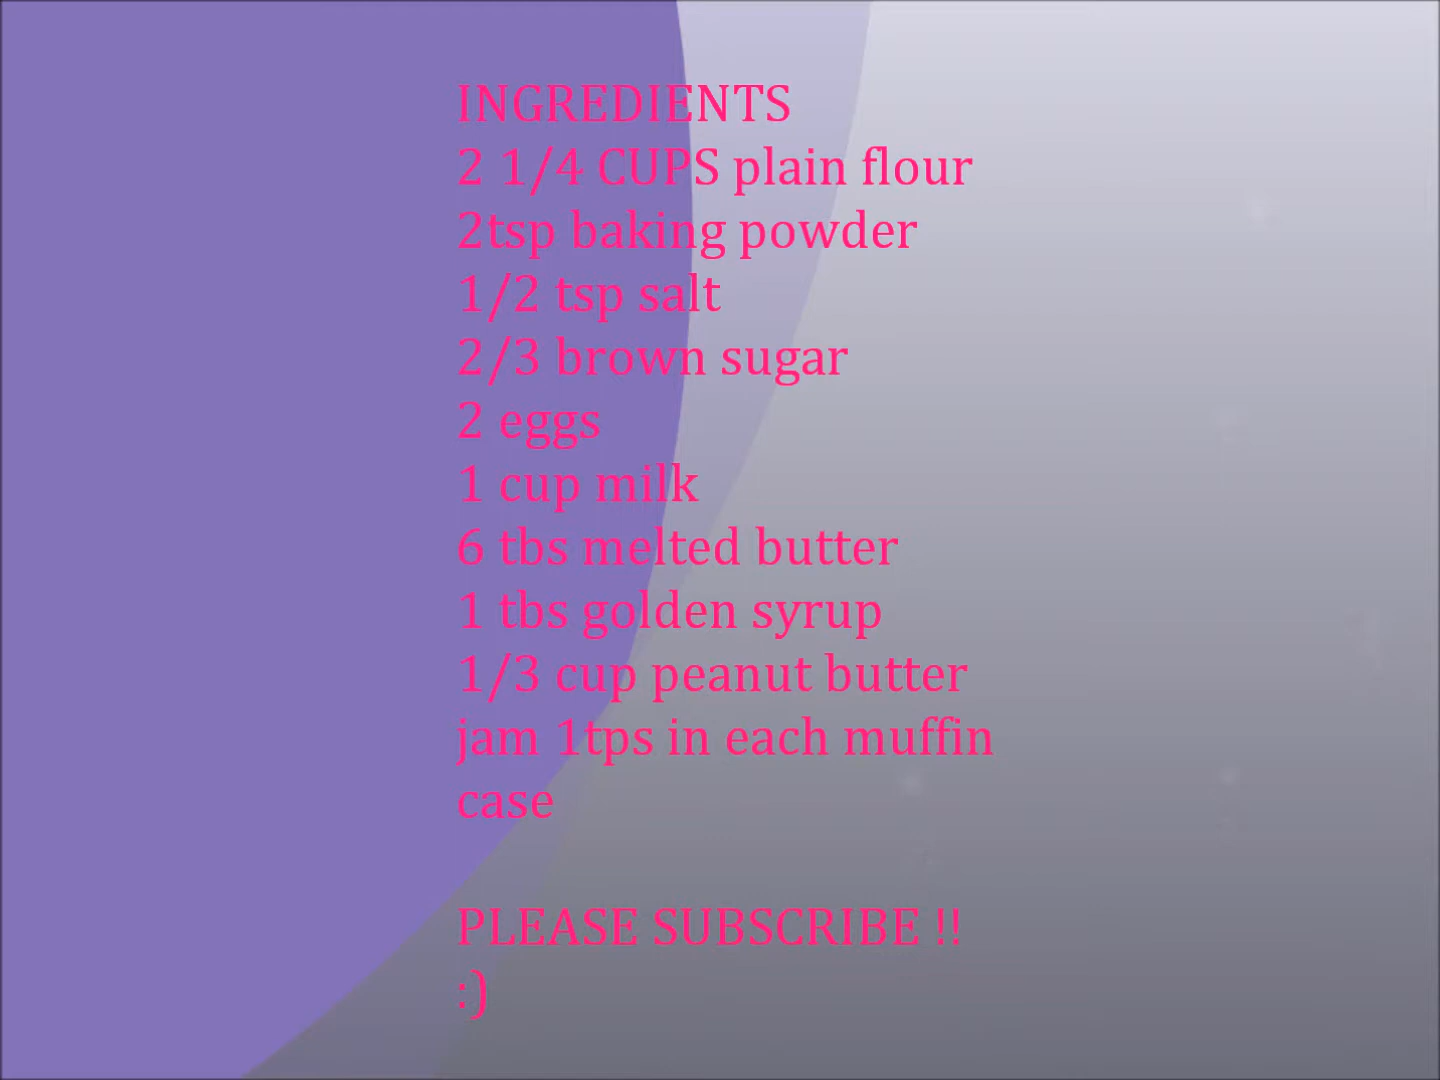 INGREDIENTS
2 1/4 CUPS plain flour
2tsp baking powder
1/2 tsp salt
2/3 brown sugar
2 eggs
1 cup milk
6 tbs melted butter
1 tbs golden syrup
1/3 cup peanut butter
jam 1tps in each muffin
case
PLEASE SUBSCRIBE !!
:)